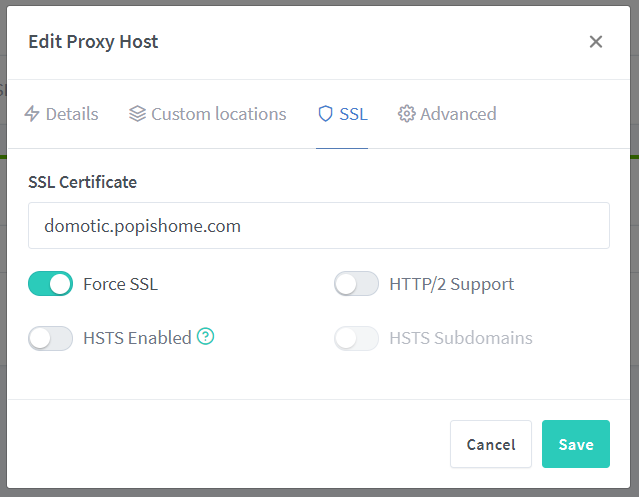 Edit Proxy Host
Details Custom locations SSL Advanced
SSL Certificate
domotic.popishome.com
Force SSL HTTP/2 Support
HSTS Enabled ? HSTS Subdomains
Cancel Save